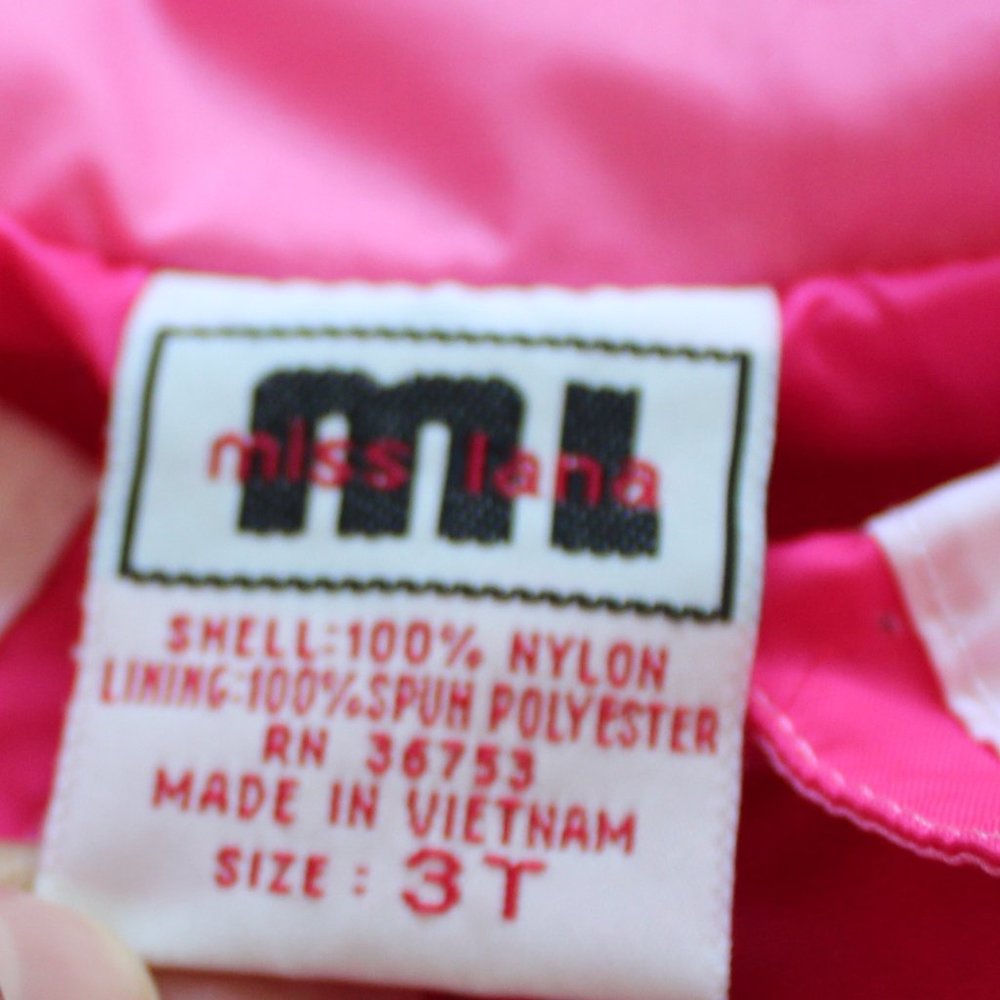 ml
miss lana
SHELL:100% NYLON
LINING:100%SPUN POLYESTER
RN 36753
MADE IN VIETNAM
SIZE : 3T